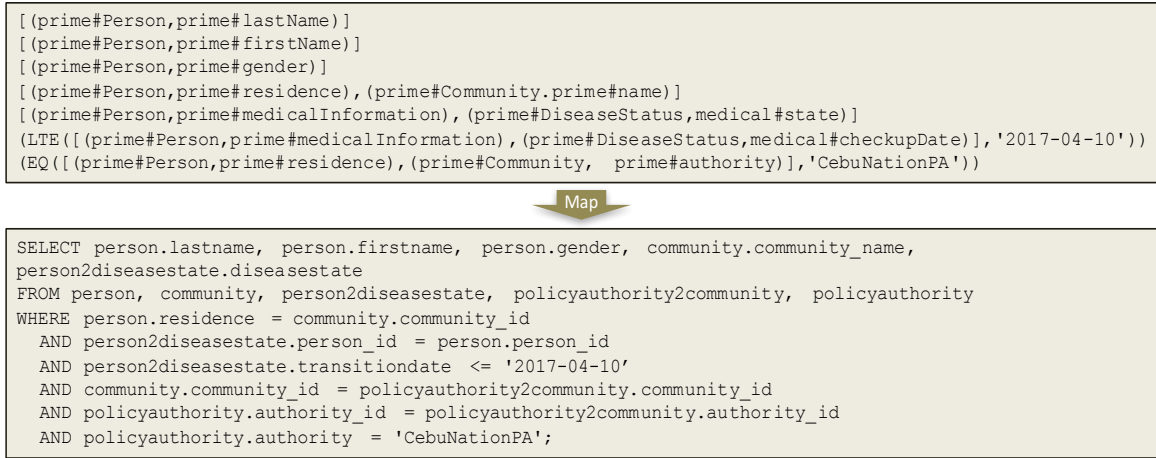 [(prime#Person,prime#lastName)]
[(prime#Person,prime#firstName)]
[(prime#Person,prime#gender)]
[(prime#Person,prime#residence),(prime#Community.prime#name)]
[(prime#Person,prime#medicalInformation),(prime#DiseaseStatus,medical#state)]
(LTE([(prime#Person,prime#medicalInformation),(prime#DiseaseStatus,medical#checkupDate)],'2017-04-10'))
(EQ([(prime#Person,prime#residence),(prime#Community, prime#authority)],'CebuNationPA'))
Map
SELECT person.lastname, person.firstname, person.gender, community.community_name,
person2diseasestate.diseasestate
FROM person, community, person2diseasestate, policyauthority2community, policyauthority
WHERE person.residence = community.community_id
AND person2diseasestate.person_id = person.person_id
AND person2diseasestate.transitiondate <= '2017-04-10’
AND community.community_id = policyauthority2community.community_id
AND policyauthority.authority_id = policyauthority2community.authority_id
AND policyauthority.authority = 'CebuNationPA';